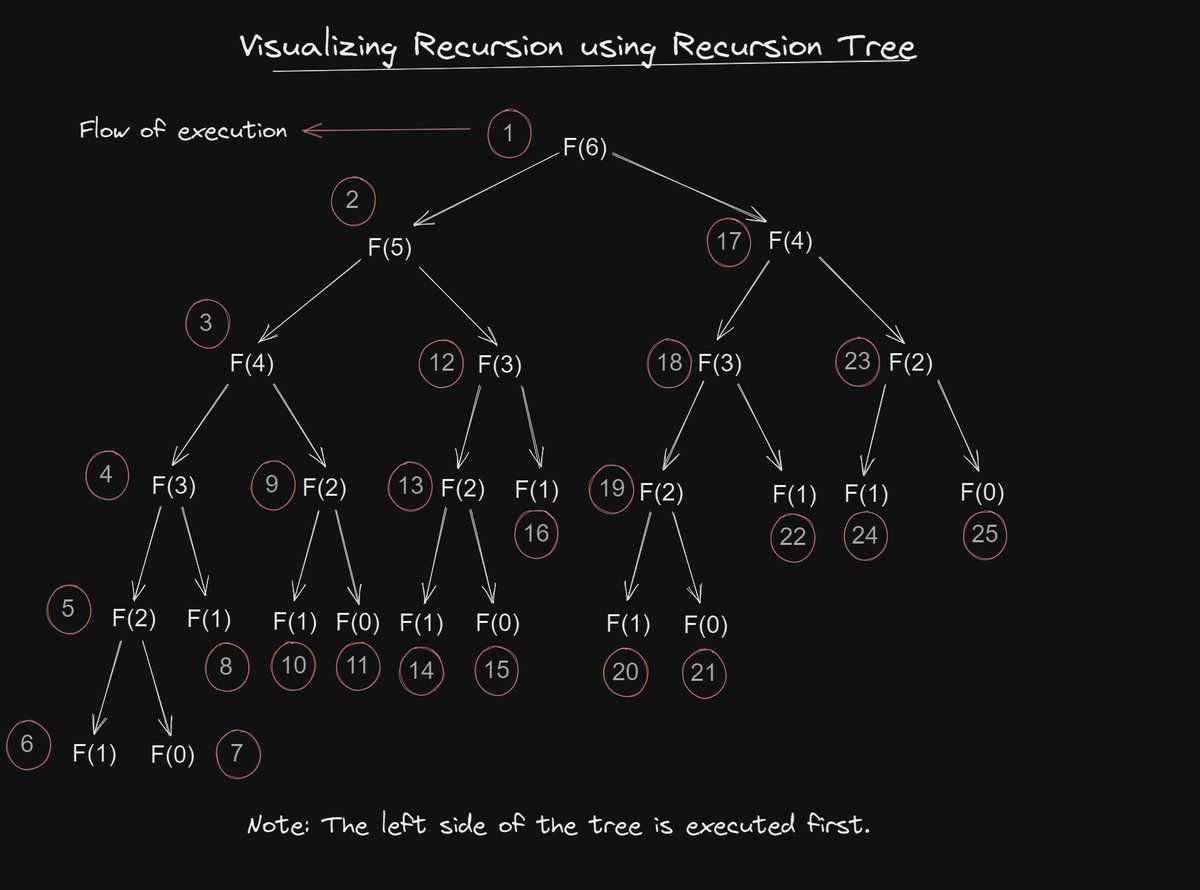 Visualizing Recursion using Recursion Tree
Flow of execution
1
F(6)
2
F(5)
17
F(4)
3
F(4)
12
F(3)
18
F(3)
23
F(2)
4
F(3)
9
F(2)
13
F(2)
F(1)
16
19
F(2)
F(1)
22
F(1)
24
F(0)
25
5
F(2)
F(1)
8
F(1)
10
F(0)
11
F(1)
14
F(0)
15
F(1)
20
F(0)
21
6
F(1)
F(0)
7
Note: The left side of the tree is executed first.